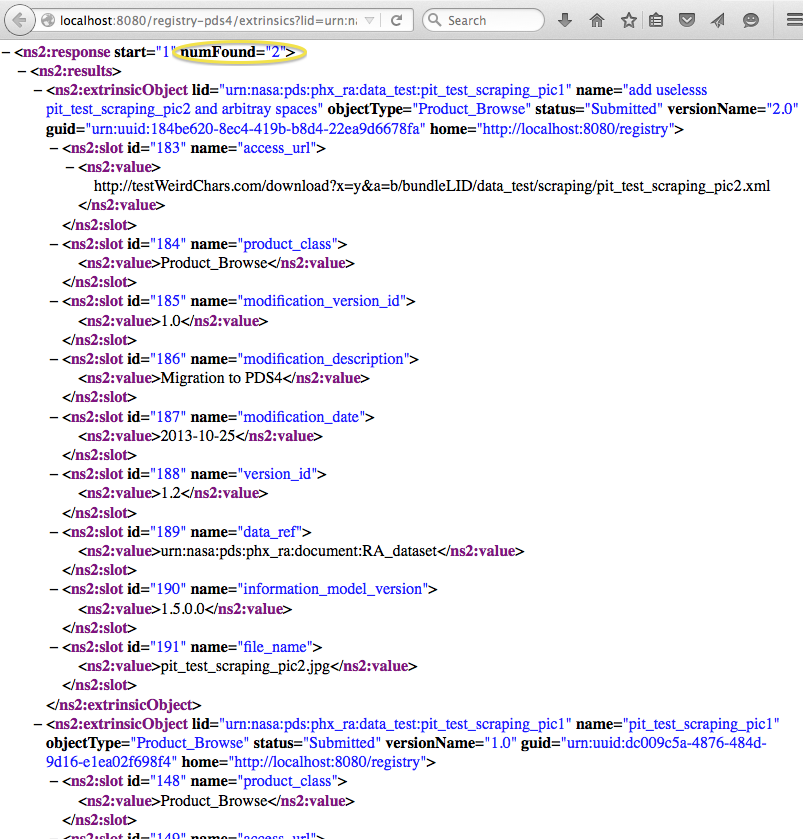 localhost:8080/registry-pds4/extrinsics?lid=urn:na
Search
− <ns2:response start="1" numFound="2">
− <ns2:results>
− <ns2:extrinsicObject lid="urn:nasa:pds:phx_ra:data_test:pit_test_scraping_pic1" name="add uselesss
pit_test_scraping_pic2 and arbitray spaces" objectType="Product_Browse" status="Submitted" versionName="2.0"
guid="urn:uuid:184be620-8ec4-419b-b8d4-22ea9d6678fa" home="http://localhost:8080/registry">
− <ns2:slot id="183" name="access_url">
− <ns2:value>
http://testWeirdChars.com/download?x=y&a=b/bundleLID/data_test/scraping/pit_test_scraping_pic2.xml
</ns2:value>
</ns2:slot>
− <ns2:slot id="184" name="product_class">
<ns2:value>Product_Browse</ns2:value>
</ns2:slot>
− <ns2:slot id="185" name="modification_version_id">
<ns2:value>1.0</ns2:value>
</ns2:slot>
− <ns2:slot id="186" name="modification_description">
<ns2:value>Migration to PDS4</ns2:value>
</ns2:slot>
− <ns2:slot id="187" name="modification_date">
<ns2:value>2013-10-25</ns2:value>
</ns2:slot>
− <ns2:slot id="188" name="version_id">
<ns2:value>1.2</ns2:value>
</ns2:slot>
− <ns2:slot id="189" name="data_ref">
<ns2:value>urn:nasa:pds:phx_ra:document:RA_dataset</ns2:value>
</ns2:slot>
− <ns2:slot id="190" name="information_model_version">
<ns2:value>1.5.0.0</ns2:value>
</ns2:slot>
− <ns2:slot id="191" name="file_name">
<ns2:value>pit_test_scraping_pic2.jpg</ns2:value>
</ns2:slot>
</ns2:extrinsicObject>
− <ns2:extrinsicObject lid="urn:nasa:pds:phx_ra:data_test:pit_test_scraping_pic1" name="pit_test_scraping_pic1"
objectType="Product_Browse" status="Submitted" versionName="1.0" guid="urn:uuid:dc009c5a-4876-484d-
9d16-e1ea02f698f4" home="http://localhost:8080/registry">
− <ns2:slot id="148" name="product_class">
<ns2:value>Product_Browse</ns2:value>
</ns2:slot>
− <ns2:slot id="149" name="access_url">